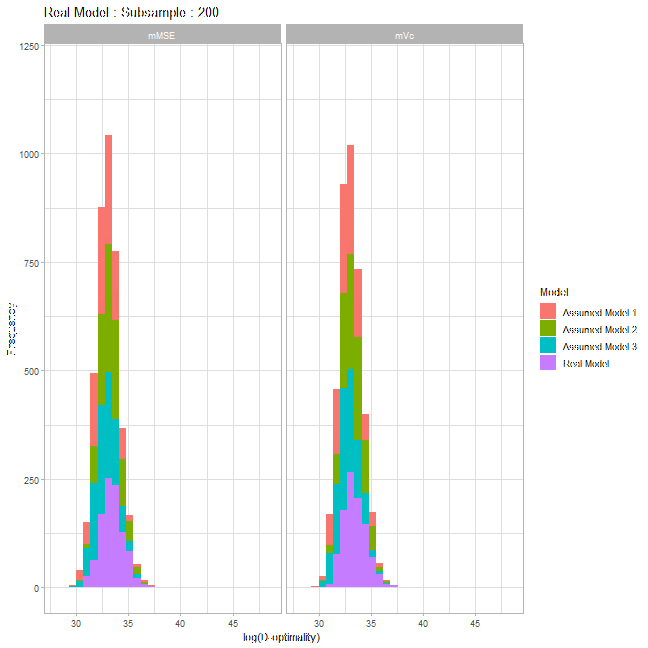 Real Model : Subsample : 200
mMSE
mVc
1250
1000
750
500
250
0
Frequency
30
35
40
45
30
35
40
45
log(D-optimality)
Model
Assumed Model 1
Assumed Model 2
Assumed Model 3
Real Model